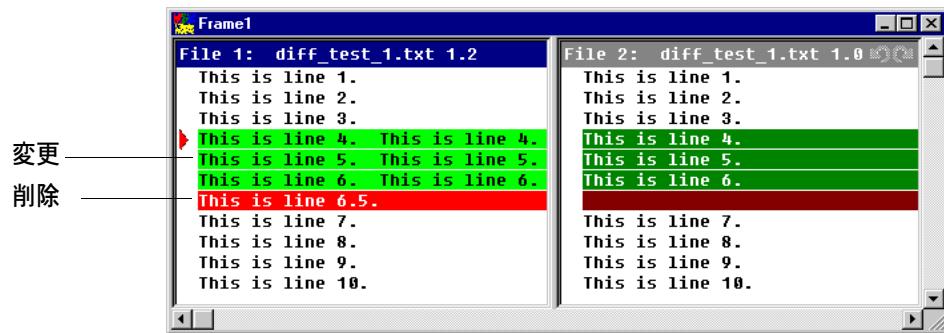 Frame1
File 1:  diff_test_1.txt 1.2
This is line 1.
This is line 2.
This is line 3.
This is line 4.  This is line 4.
This is line 5.  This is line 5.
This is line 6.  This is line 6.
This is line 6.5.
This is line 7.
This is line 8.
This is line 9.
This is line 10.
File 2:  diff_test_1.txt 1.0
This is line 1.
This is line 2.
This is line 3.
This is line 4.
This is line 5.
This is line 6.
This is line 7.
This is line 8.
This is line 9.
This is line 10.
変更
削除